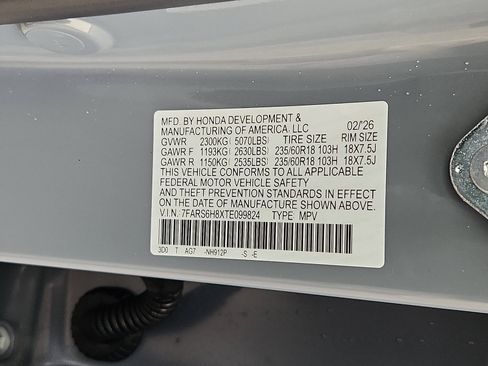 MFD. BY HONDA DEVELOPMENT &
MANUFACTURING OF AMERICA, LLC 02/26
GVWR 2300KG(5070LBS) TIRE SIZE RIM SIZE
GAWR F 1193KG(2630LBS) 235/60R18 103H 18X7.5J
GAWR R 1150KG(2535LBS) 235/60R18 103H 18X7.5J
THIS VEHICLE CONFORMS TO ALL APPLICABLE
FEDERAL MOTOR VEHICLE SAFETY
AND THEFT PREVENTION STANDARDS IN EFFECT
ON THE DATE OF MANUFACTURE SHOWN ABOVE.
V.I.N. 7FARS6H8XTE099824 TYPE MPV
3D0 T AG7 -NH912P -S -E